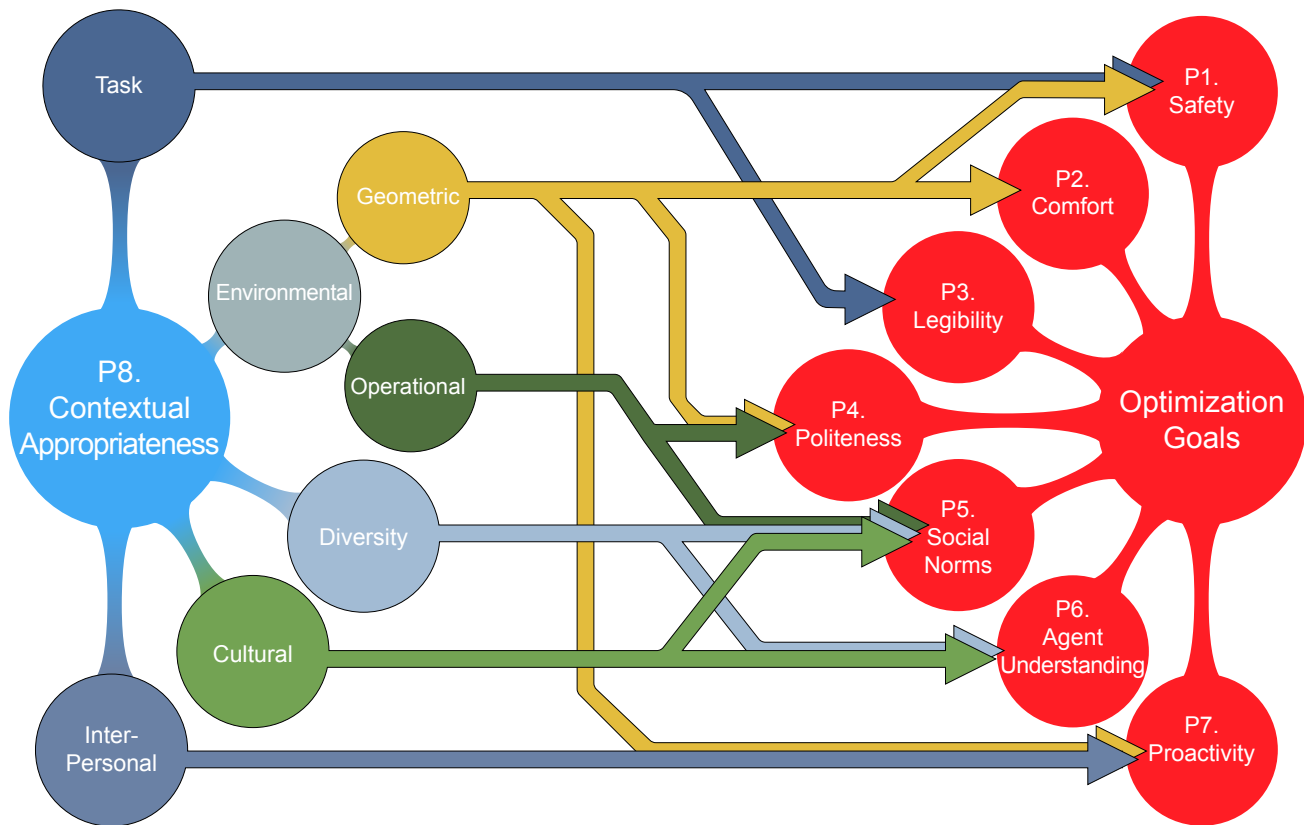 Task
Geometric
Environmental
Operational
P8.
Contextual
Appropriateness
Diversity
Cultural
Inter-
Personal
P1.
Safety
P2.
Comfort
P3.
Legibility
P4.
Politeness
P5.
Social
Norms
P6.
Agent
Understanding
P7.
Proactivity
Optimization
Goals